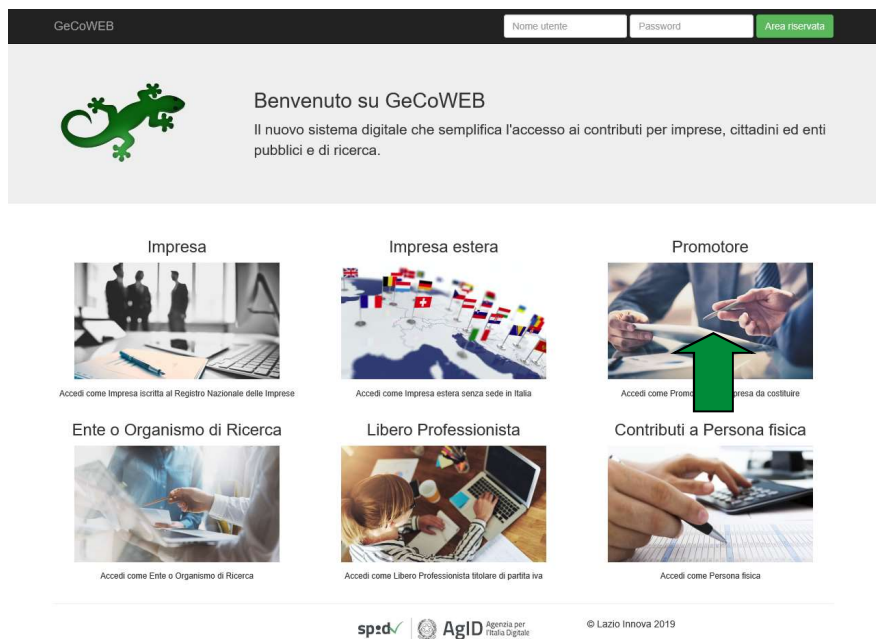 GeCoWEB
Nome utente
Password
Area riservata
Benvenuto su GeCoWEB
Il nuovo sistema digitale che semplifica l'accesso ai contributi per imprese, cittadini ed enti
pubblici e di ricerca.
Impresa
Accedi come Impresa iscritta al Registro Nazionale delle Imprese
Impresa estera
Accedi come Impresa estera senza sede in Italia
Promotore
Accedi come da costituire
Ente o Organismo di Ricerca
Accedi come Ente o Organismo di Ricerca
Libero Professionista
Accedi come Libero Professionista titolare di partita iva
Contributi a Persona fisica
Accedi come Persona fisica
sp:d
AgID Agenzia per
l'Italia Digitale
© Lazio Innova 2019